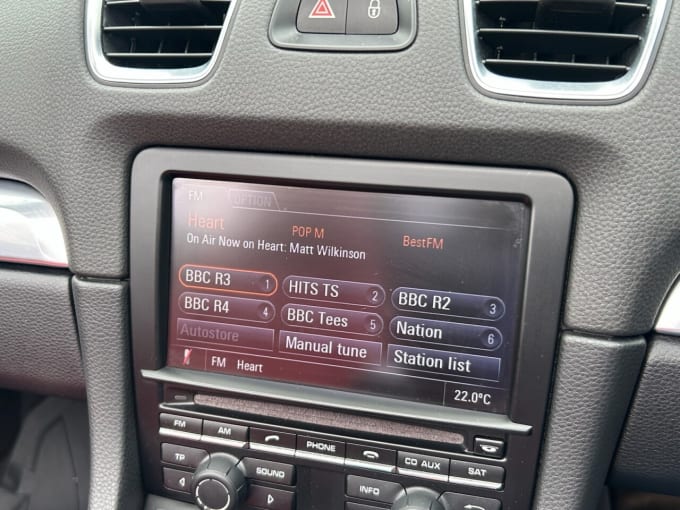 FM OPTION
Heart POP M BestFM
On Air Now on Heart: Matt Wilkinson
BBC R3 1 HITS TS 2 BBC R2 3
BBC R4 4 BBC Tees 5 Nation 6
Autostore Manual tune Station list
FM Heart
22.0°C
FM AM PHONE CD AUX SAT
TP SOUND INFO